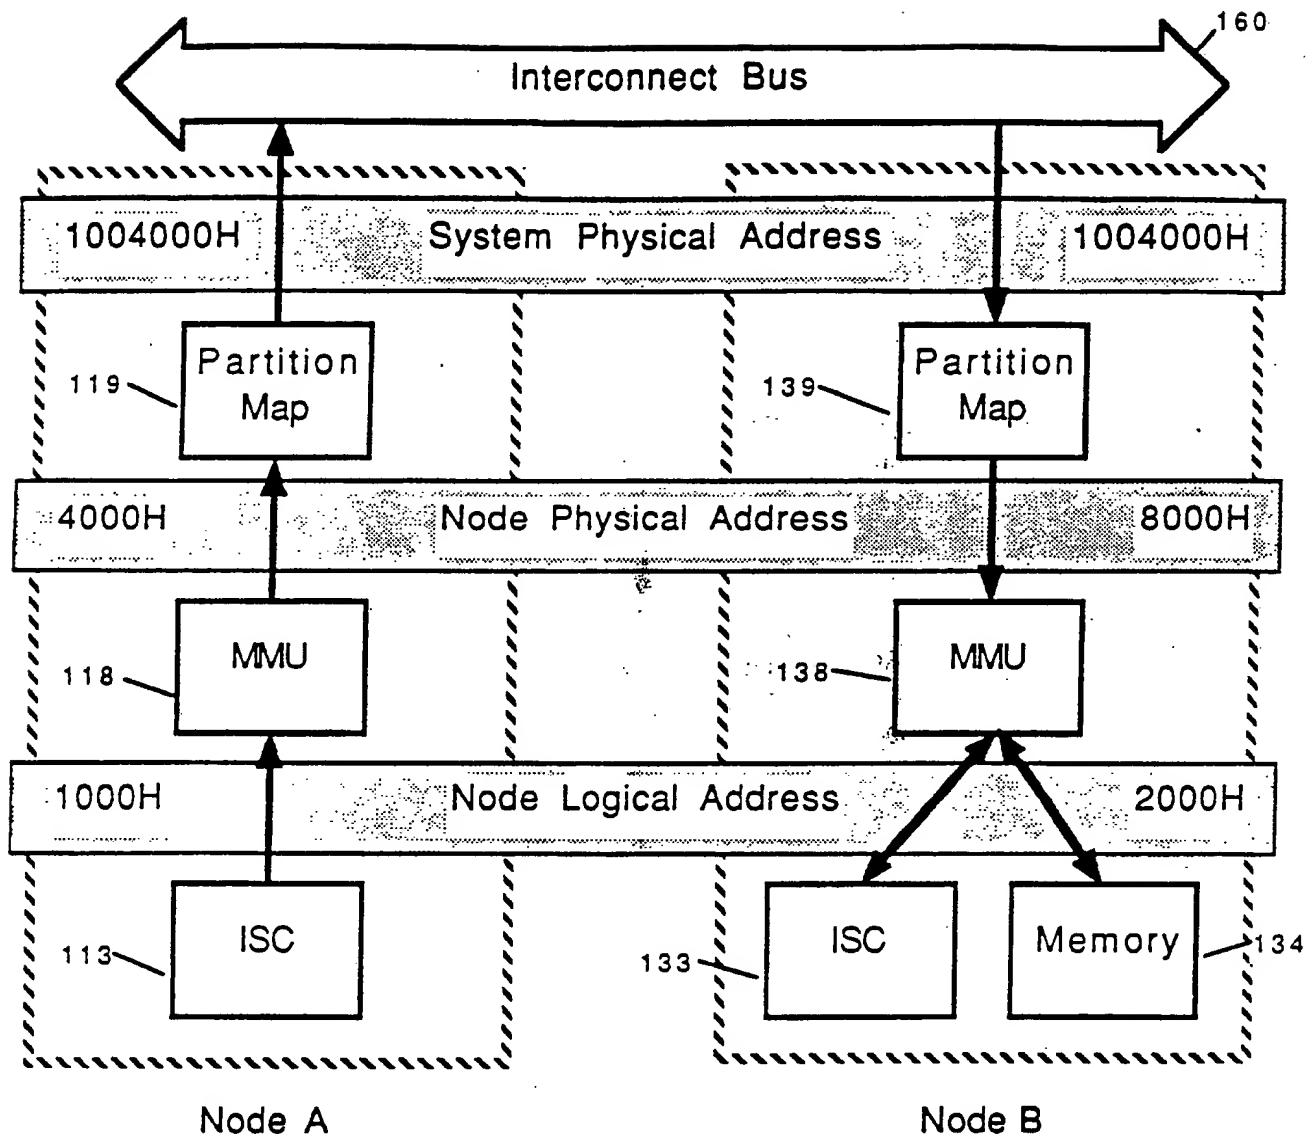 160
Interconnect Bus
1004000H System Physical Address 1004000H
Partition Map
119
Partition Map
139
4000H Node Physical Address 8000H
MMU
118
MMU
138
1000H Node Logical Address 2000H
ISC
113
ISC
133
Memory
134
Node A
Node B